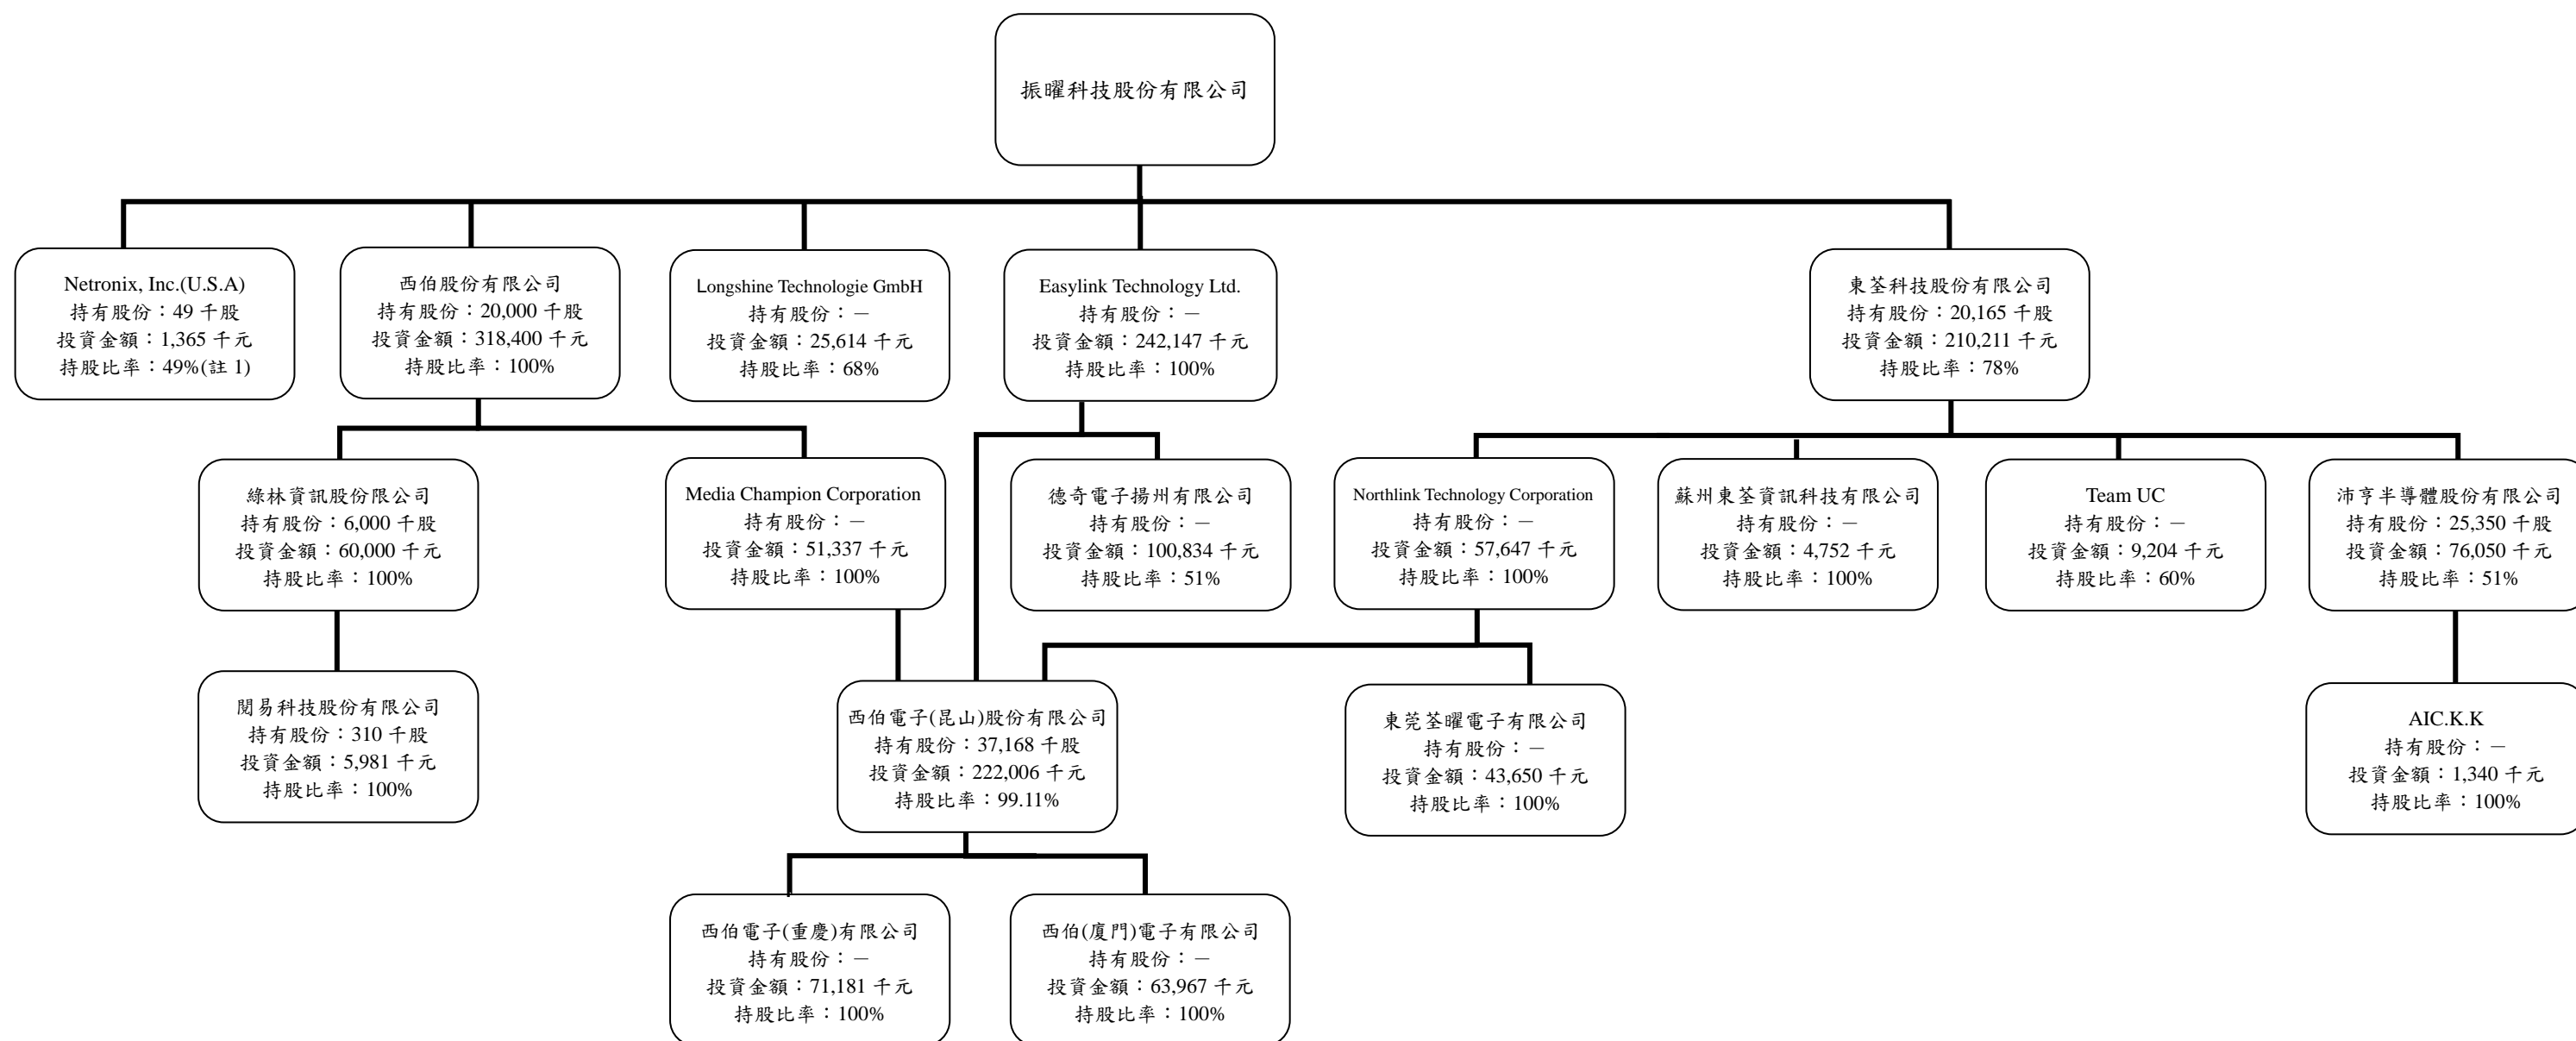 振曜科技股份有限公司
Netronix, Inc.(U.S.A)
持有股份：49 千股
投資金額：1,365 千元
持股比率：49%(註 1)
西伯股份有限公司
持有股份：20,000 千股
投資金額：318,400 千元
持股比率：100%
Longshine Technologie GmbH
持有股份：－
投資金額：25,614 千元
持股比率：68%
Easylink Technology Ltd.
持有股份：－
投資金額：242,147 千元
持股比率：100%
東荃科技股份有限公司
持有股份：20,165 千股
投資金額：210,211 千元
持股比率：78%
綠林資訊股份限公司
持有股份：6,000 千股
投資金額：60,000 千元
持股比率：100%
Media Champion Corporation
持有股份：－
投資金額：51,337 千元
持股比率：100%
德奇電子揚州有限公司
持有股份：－
投資金額：100,834 千元
持股比率：51%
Northlink Technology Corporation
持有股份：－
投資金額：57,647 千元
持股比率：100%
蘇州東荃資訊科技有限公司
持有股份：－
投資金額：4,752 千元
持股比率：100%
Team UC
持有股份：－
投資金額：9,204 千元
持股比率：60%
沛亨半導體股份有限公司
持有股份：25,350 千股
投資金額：76,050 千元
持股比率：51%
閱易科技股份有限公司
持有股份：310 千股
投資金額：5,981 千元
持股比率：100%
西伯電子(昆山)股份有限公司
持有股份：37,168 千股
投資金額：222,006 千元
持股比率：99.11%
東莞荃曜電子有限公司
持有股份：－
投資金額：43,650 千元
持股比率：100%
AIC.K.K
持有股份：－
投資金額：1,340 千元
持股比率：100%
西伯電子(重慶)有限公司
持有股份：－
投資金額：71,181 千元
持股比率：100%
西伯(廈門)電子有限公司
持有股份：－
投資金額：63,967 千元
持股比率：100%